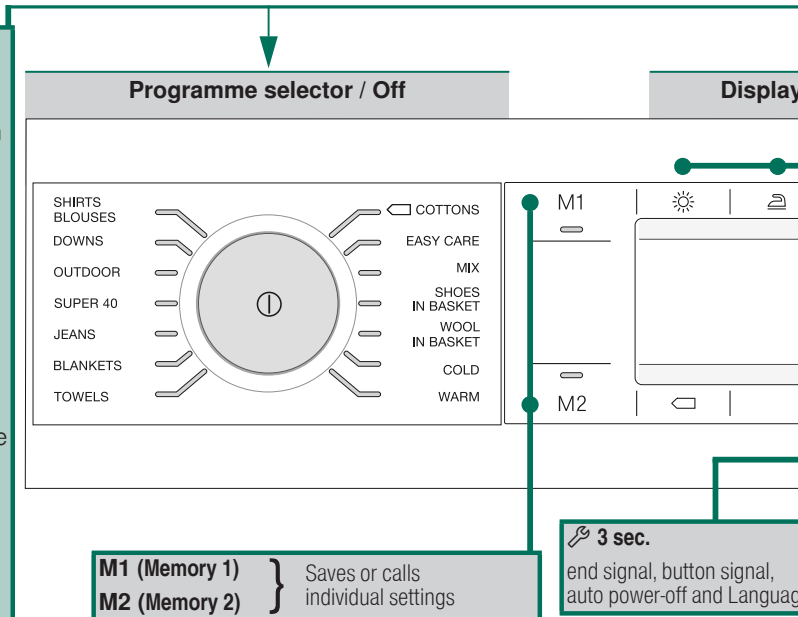 Programme selector / Off
Display
SHIRTS
BLOUSES
DOWNS
OUTDOOR
SUPER 40
JEANS
BLANKETS
TOWELS
COTTONS
EASY CARE
MIX
SHOES
IN BASKET
WOOL
IN BASKET
COLD
WARM
M1
M2
M1 (Memory 1)
M2 (Memory 2)
Saves or calls
individual settings
3 sec.
end signal, button signal,
auto power-off and Languag
e